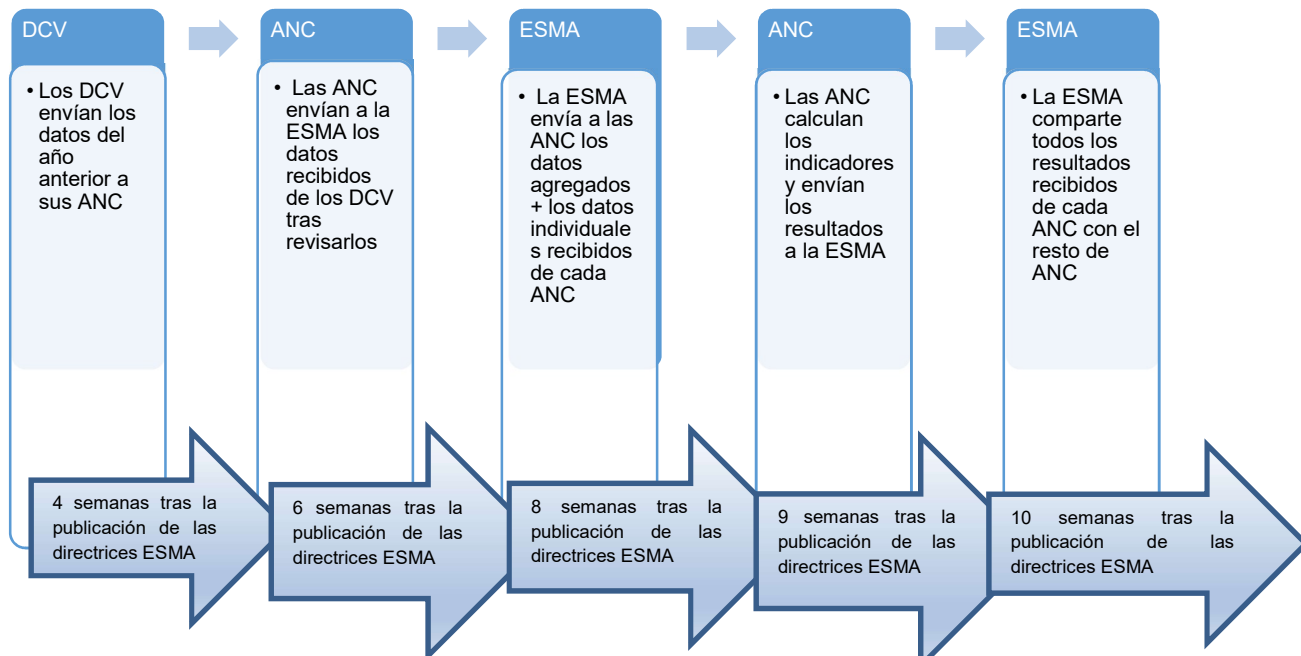 DCV
• Los DCV
envían los
datos del
año
anterior a
sus ANC
ANC
• Las ANC
envían a la
ESMA los
datos
recibidos
de los DCV
tras
revisarlos
ESMA
• La ESMA
envía a las
ANC los
datos
agregados
+ los datos
individuale
s recibidos
de cada
ANC
ANC
• Las ANC
calculan
los
indicadores
y envían
los
resultados
a la ESMA
ESMA
• La ESMA
comparte
todos los
resultados
recibidos
de cada
ANC con el
resto de
ANC
4 semanas tras la
publicación de las
directrices ESMA
6 semanas tras la
publicación de las
directrices ESMA
8 semanas tras la
publicación de las
directrices ESMA
9 semanas tras la
publicación de las
directrices ESMA
10 semanas tras la
publicación de las
directrices ESMA